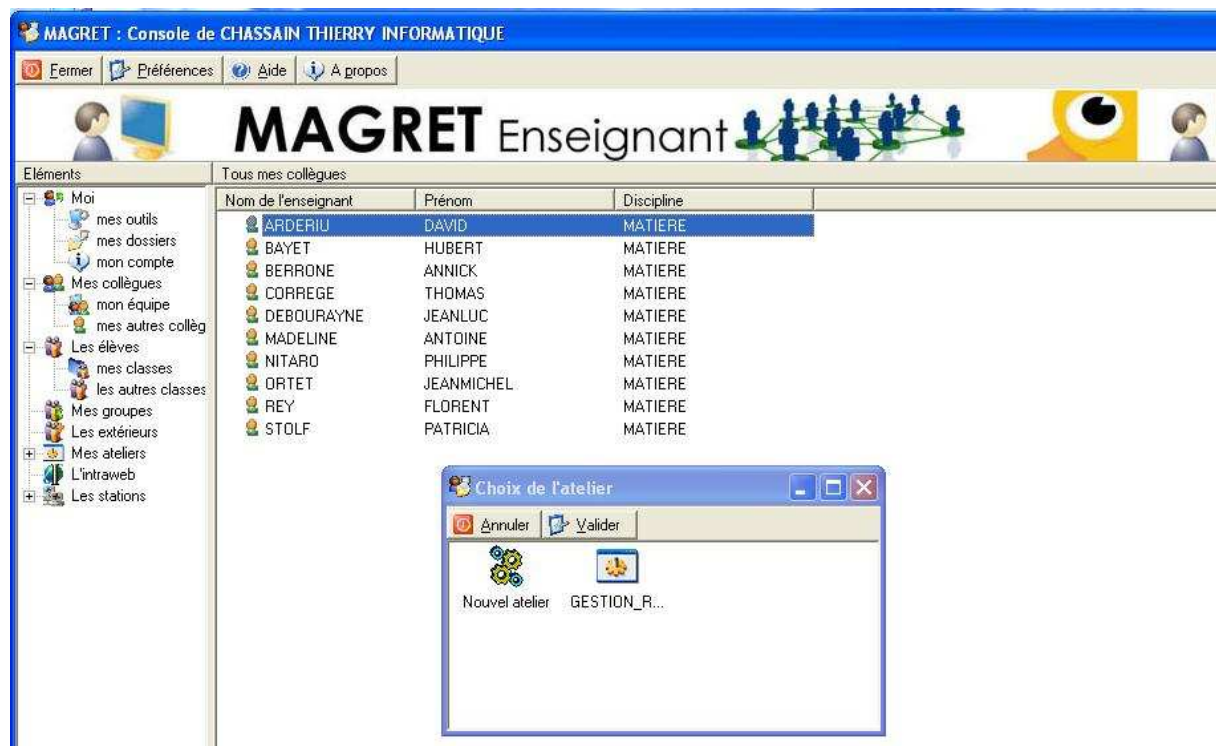 MAGRET : Console de CHASSAIN THIERRY INFORMATIQUE
Fermer Préférences Aide A propos
MAGRET Enseignant
Eléments
Tous mes collègues
Moi
mes outils
mes dossiers
mon compte
Mes collègues
mon équipe
mes autres collèg
Les élèves
mes classes
les autres classes
Mes groupes
Les extérieurs
Mes ateliers
L'intraweb
Les stations
Nom de l'enseignant Prénom Discipline
ARDERIU DAVID MATIERE
BAYET HUBERT MATIERE
BERRONE ANNICK MATIERE
CORREGE THOMAS MATIERE
DEBOURAYNE JEANLUC MATIERE
MADELINE ANTOINE MATIERE
NITARO PHILIPPE MATIERE
ORTET JEANMICHEL MATIERE
REY FLORENT MATIERE
STOLF PATRICIA MATIERE
Choix de l'atelier
Annuler Valider
Nouvel atelier GESTION_R...